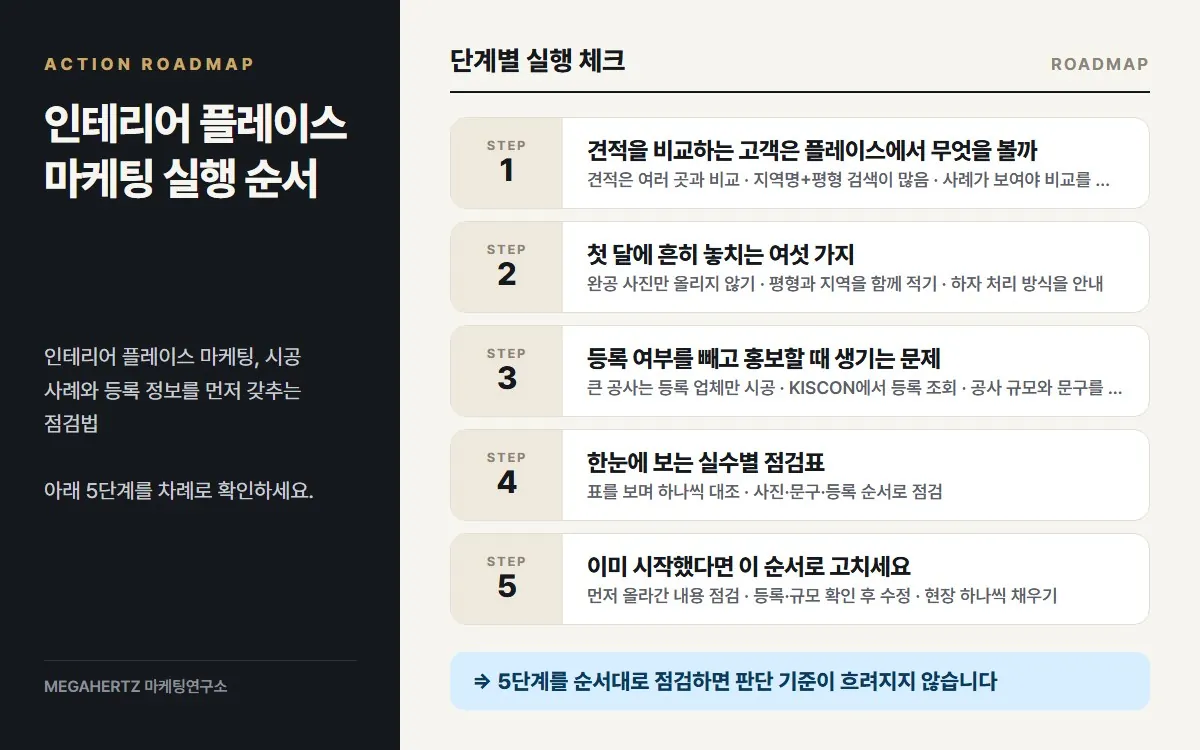 ACTION ROADMAP
인테리어 플레이스
마케팅 실행 순서
인테리어 플레이스 마케팅, 시공
사례와 등록 정보를 먼저 갖추는
점검법
아래 5단계를 차례로 확인하세요.
MEGAHERTZ 마케팅연구소
단계별 실행 체크
ROADMAP
STEP
1
견적을 비교하는 고객은 플레이스에서 무엇을 볼까
견적은 여러 곳과 비교 · 지역명+평형 검색이 많음 · 사례가 보여야 비교를 ...
STEP
2
첫 달에 흔히 놓치는 여섯 가지
완공 사진만 올리지 않기 · 평형과 지역을 함께 적기 · 하자 처리 방식을 안내
STEP
3
등록 여부를 빼고 홍보할 때 생기는 문제
큰 공사는 등록 업체만 시공 · KISCON에서 등록 조회 · 공사 규모와 문구를 ...
STEP
4
한눈에 보는 실수별 점검표
표를 보며 하나씩 대조 · 사진·문구·등록 순서로 점검
STEP
5
이미 시작했다면 이 순서로 고치세요
먼저 올라간 내용 점검 · 등록·규모 확인 후 수정 · 현장 하나씩 채우기
→ 5단계를 순서대로 점검하면 판단 기준이 흐려지지 않습니다